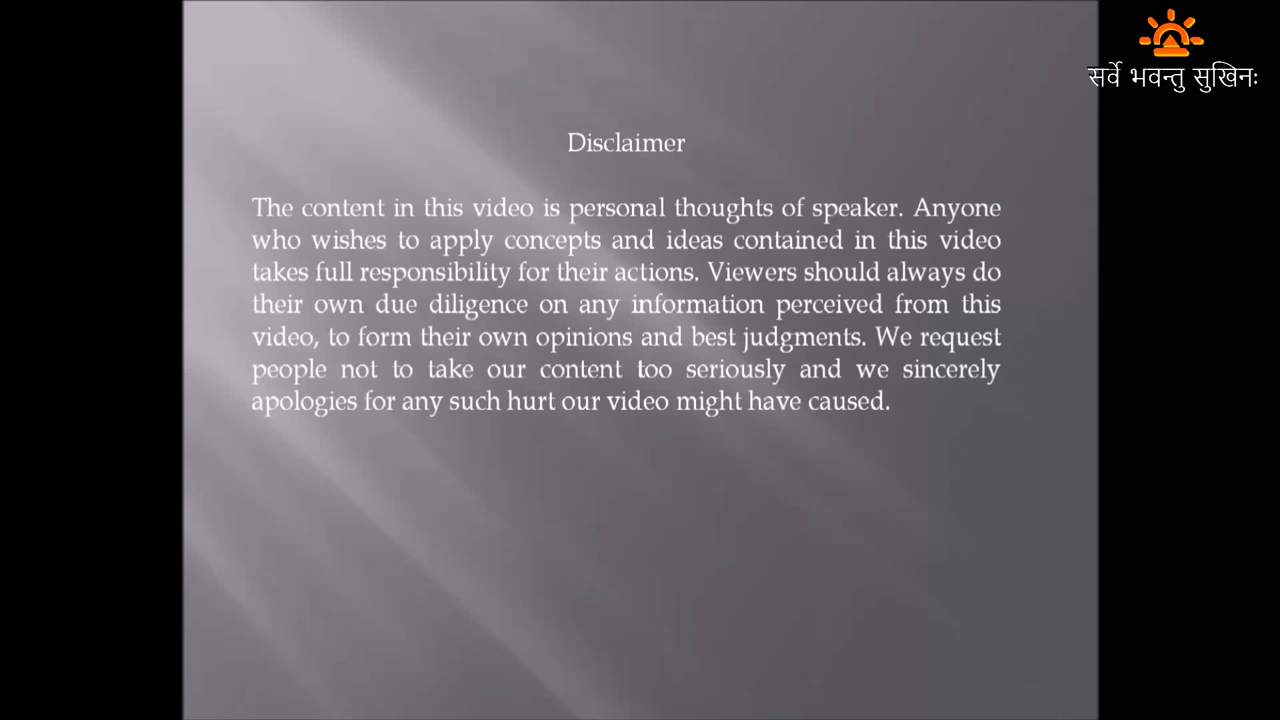 सर्वे भवन्तु सुखिनः
Disclaimer
The content in this video is personal thoughts of speaker. Anyone
who wishes to apply concepts and ideas contained in this video
takes full responsibility for their actions. Viewers should always do
their own due diligence on any information perceived from this
video, to form their own opinions and best judgments. We request
people not to take our content too seriously and we sincerely
apologies for any such hurt our video might have caused.